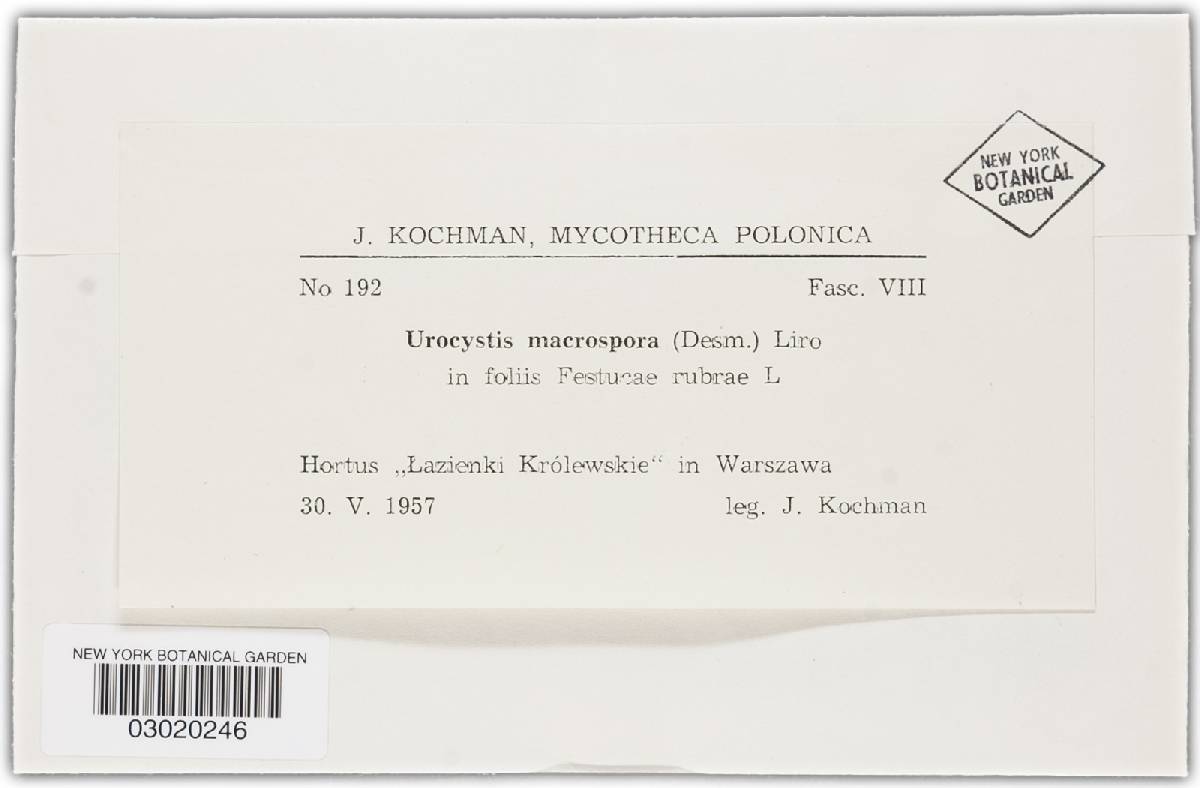 NEW YORK
BOTANICAL
GARDEN
J. KOCHMAN, MYCOTHECA POLONICA
No 192 Fasc. VIII
Urocystis macrospora (Desm.) Liro
in foliis Festucae rubrae L
Hortus „Łazienki Królewskie“ in Warszawa
30. V. 1957 leg. J. Kochman
NEW YORK BOTANICAL GARDEN
03020246